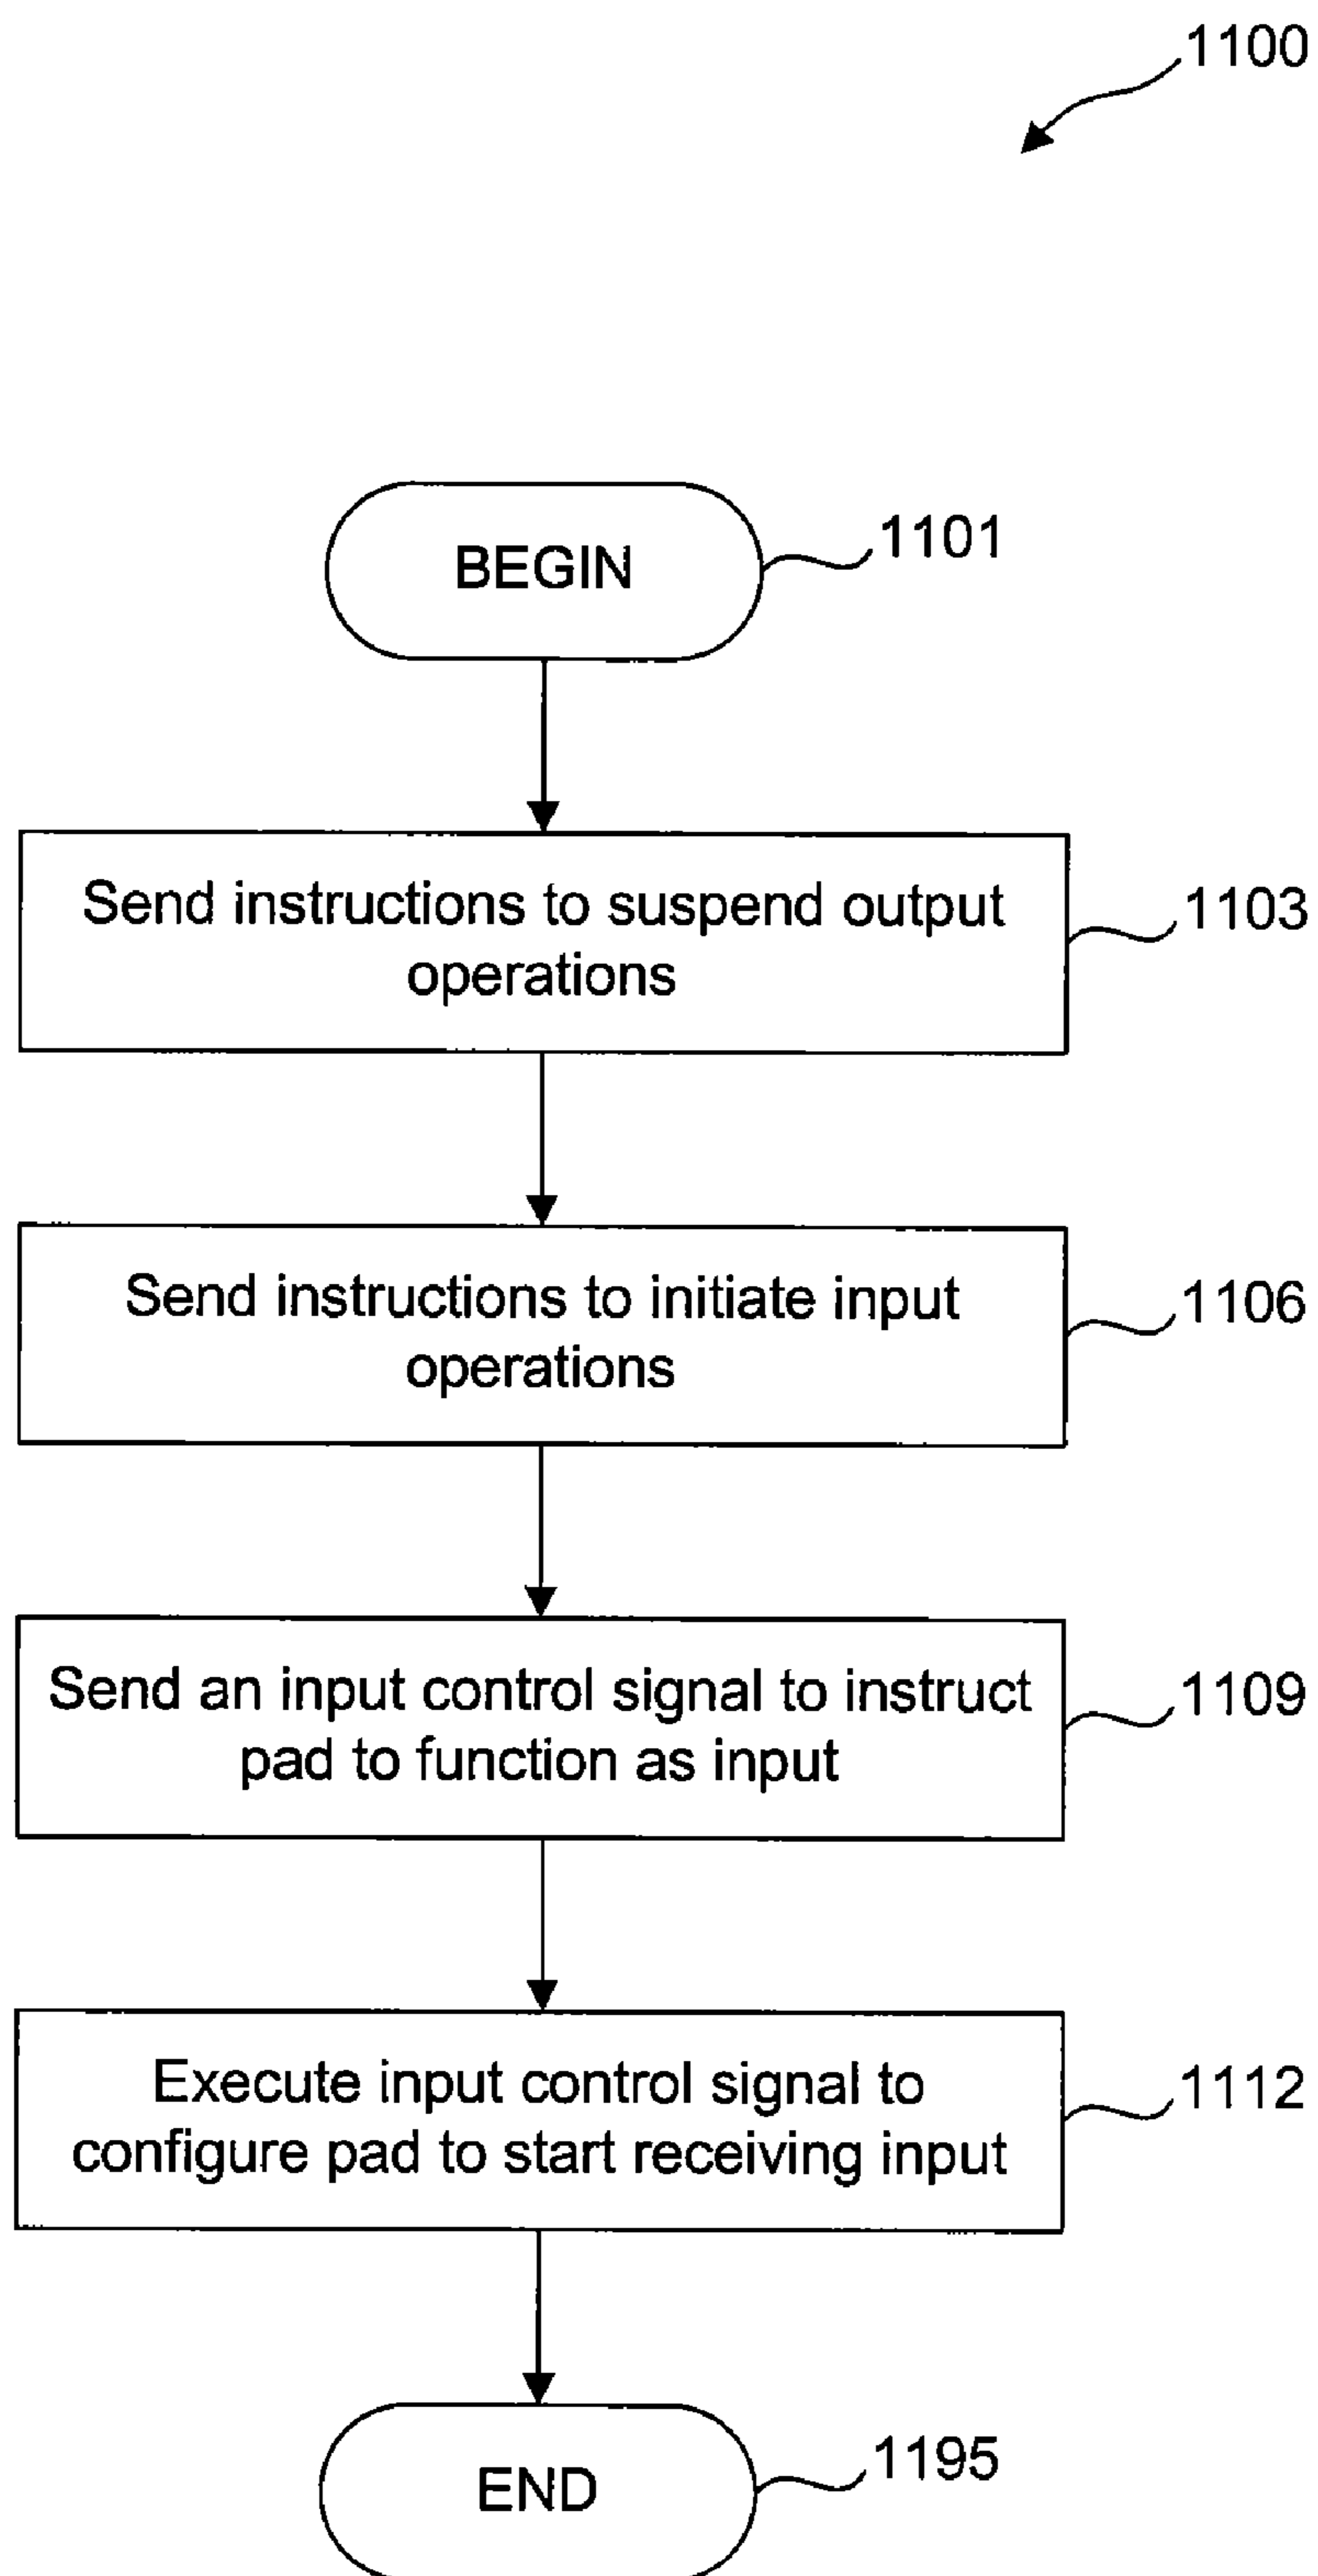 1100
BEGIN
1101
Send instructions to suspend output
operations
1103
Send instructions to initiate input
operations
1106
Send an input control signal to instruct
pad to function as input
1109
Execute input control signal to
configure pad to start receiving input
1112
END
1195